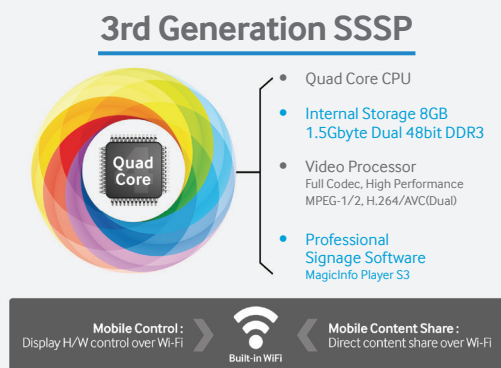 3rd Generation SSSP
Quad
Core
• Quad Core CPU
• Internal Storage 8GB
1.5Gbyte Dual 48bit DDR3
• Video Processor
Full Codec, High Performance
MPEG-1/2, H.264/AVC(Dual)
• Professional
Signage Software
MagicInfo Player S3
Mobile Control :
Display H/W control over Wi-Fi
Built-in WiFi
Mobile Content Share :
Direct content share over Wi-Fi